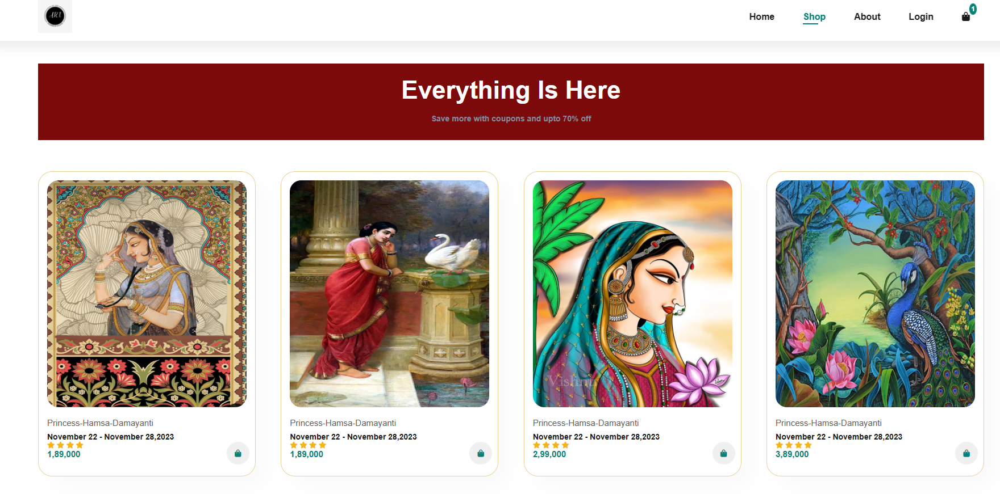 ART
Home Shop About Login 1
Everything Is Here
Save more with coupons and upto 70% off
Vishnu
Princess-Hamsa-Damayanti
November 22 - November 28,2023
1,89,000
Princess-Hamsa-Damayanti
November 22 - November 28,2023
1,89,000
Princess-Hamsa-Damayanti
November 22 - November 28,2023
2,99,000
Princess-Hamsa-Damayanti
November 22 - November 28,2023
3,89,000